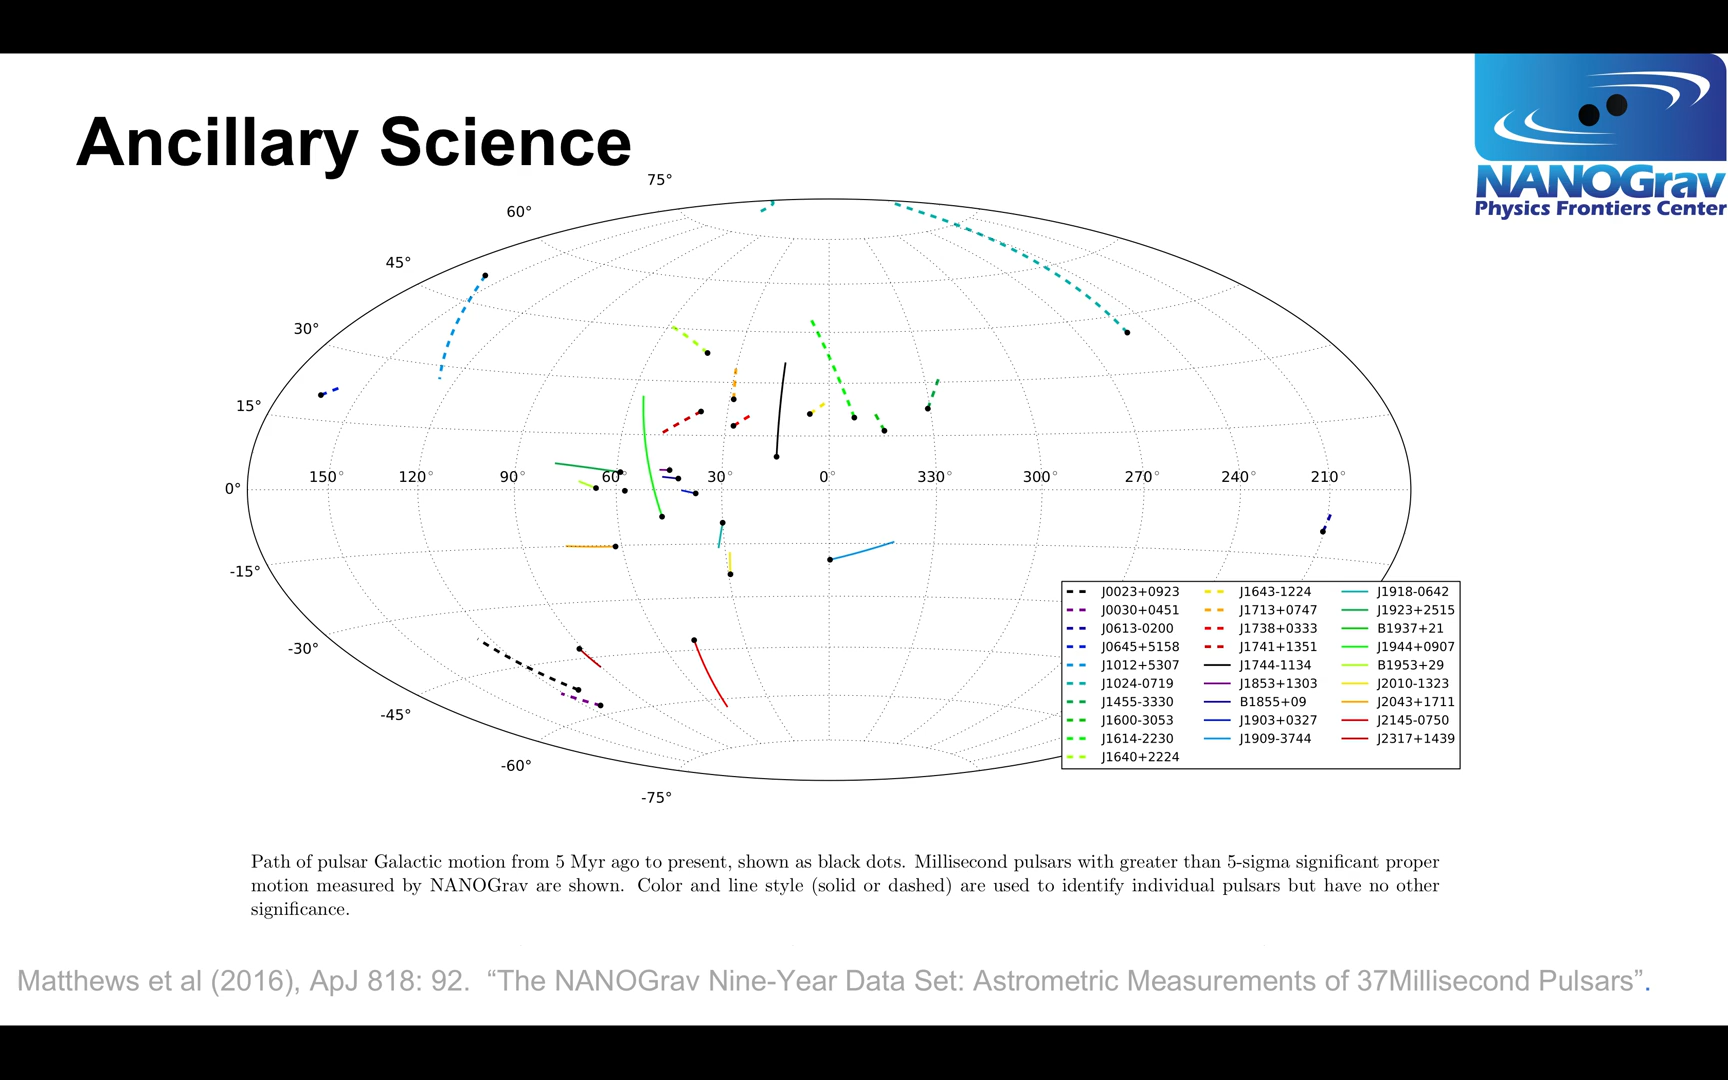 Ancillary Science
NANOGrav
Physics Frontiers Center
75°
60°
45°
30°
15°
0°
-15°
-30°
-45°
-60°
-75°
150° 120° 90° 60° 30° 0° 330° 300° 270° 240° 210°
J0023+0923 J1643-1224 J1918-0642
J0030+0451 J1713+0747 J1923+2515
J0613-0200 J1738+0333 B1937+21
J0645+5158 J1741+1351 J1944+0907
J1012+5307 J1744-1134 B1953+29
J1024-0719 J1853+1303 J2010-1323
J1455-3330 B1855+09 J2043+1711
J1600-3053 J1903+0327 J2145-0750
J1614-2230 J1909-3744 J2317+1439
J1640+2224
Path of pulsar Galactic motion from 5 Myr ago to present, shown as black dots. Millisecond pulsars with greater than 5-sigma significant proper
motion measured by NANOGrav are shown. Color and line style (solid or dashed) are used to identify individual pulsars but have no other
significance.
Matthews et al (2016), ApJ 818: 92. “The NANOGrav Nine-Year Data Set: Astrometric Measurements of 37Millisecond Pulsars”.